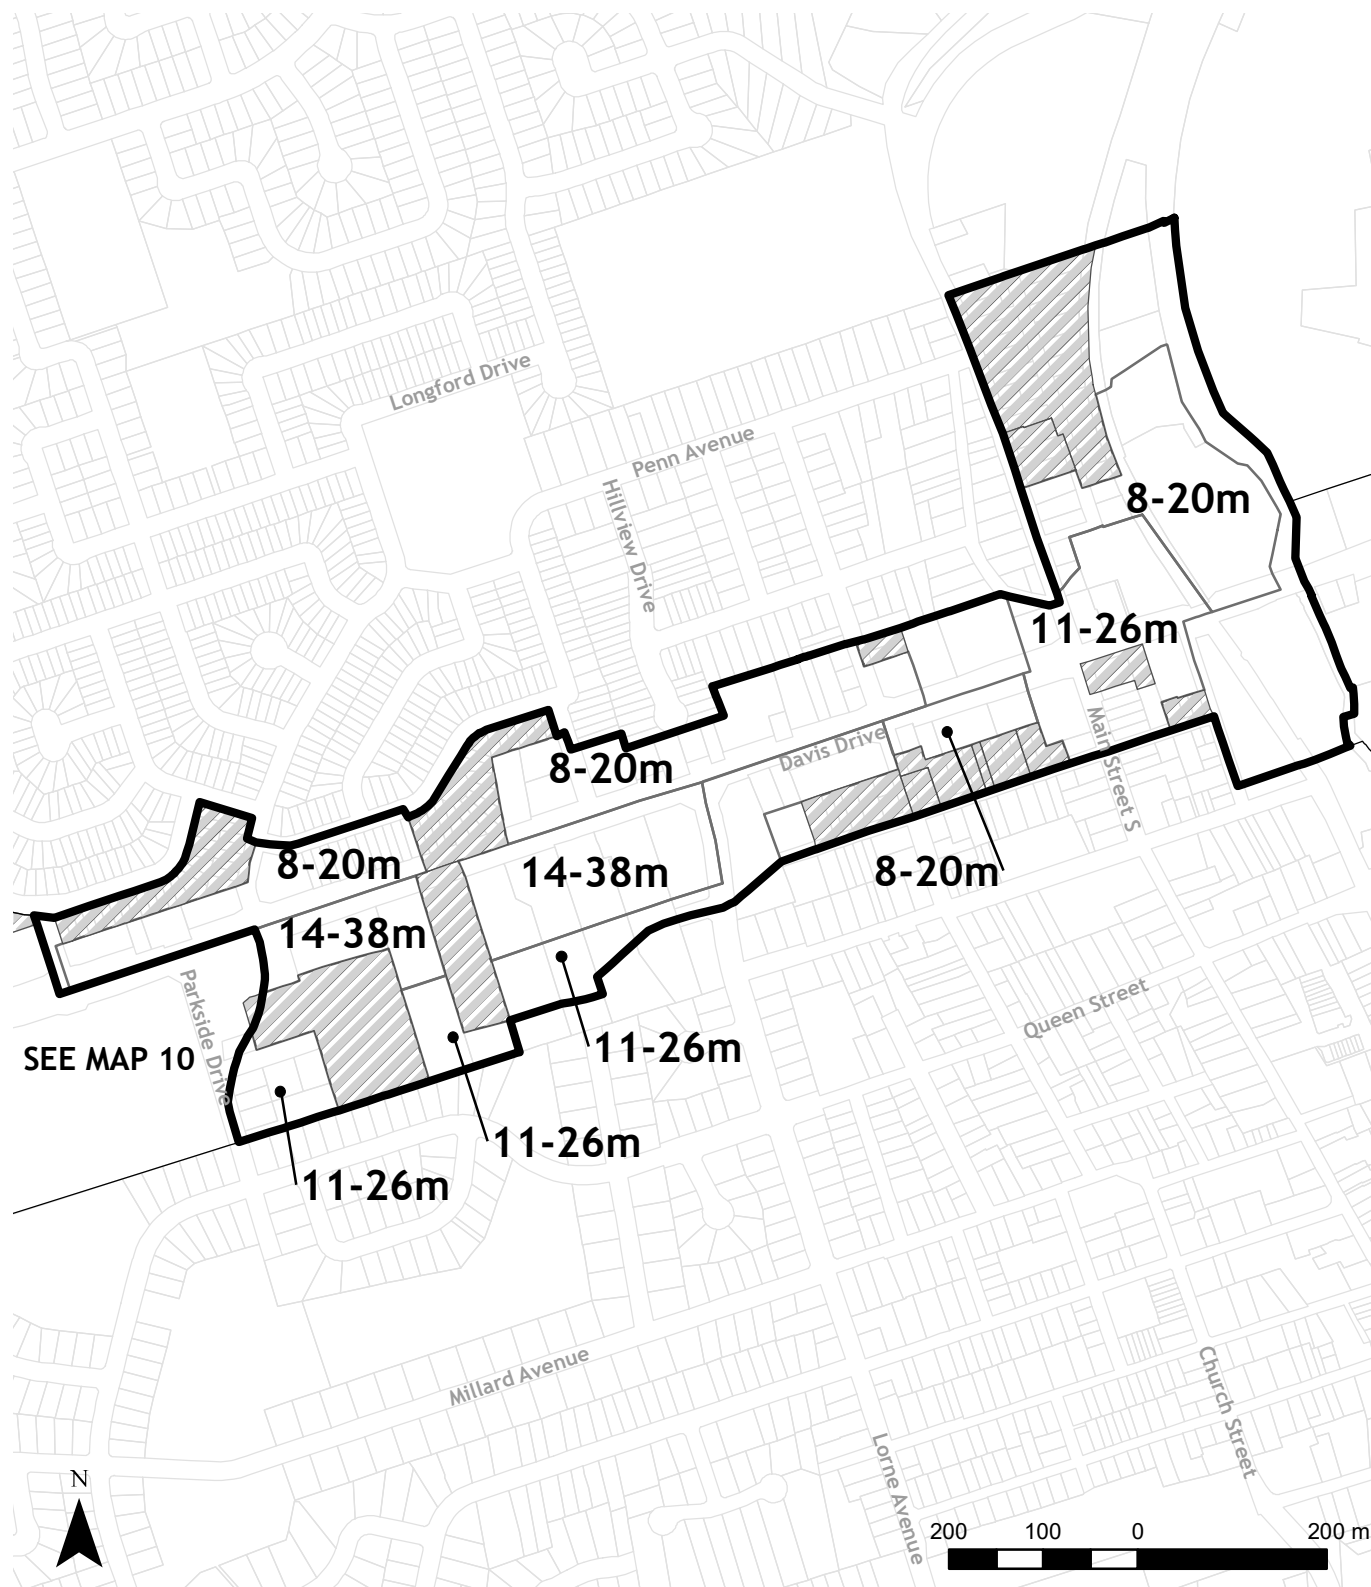 Longford Drive
Penn Avenue
Hillview Drive
8-20m
11-26m
Main Street S
Davis Drive
8-20m
8-20m
14-38m
8-20m
14-38m
Parkside Drive
SEE MAP 10
11-26m
11-26m
11-26m
Queen Street
Millard Avenue
Church Street
Lorne Avenue
N
200 100 0 200 m